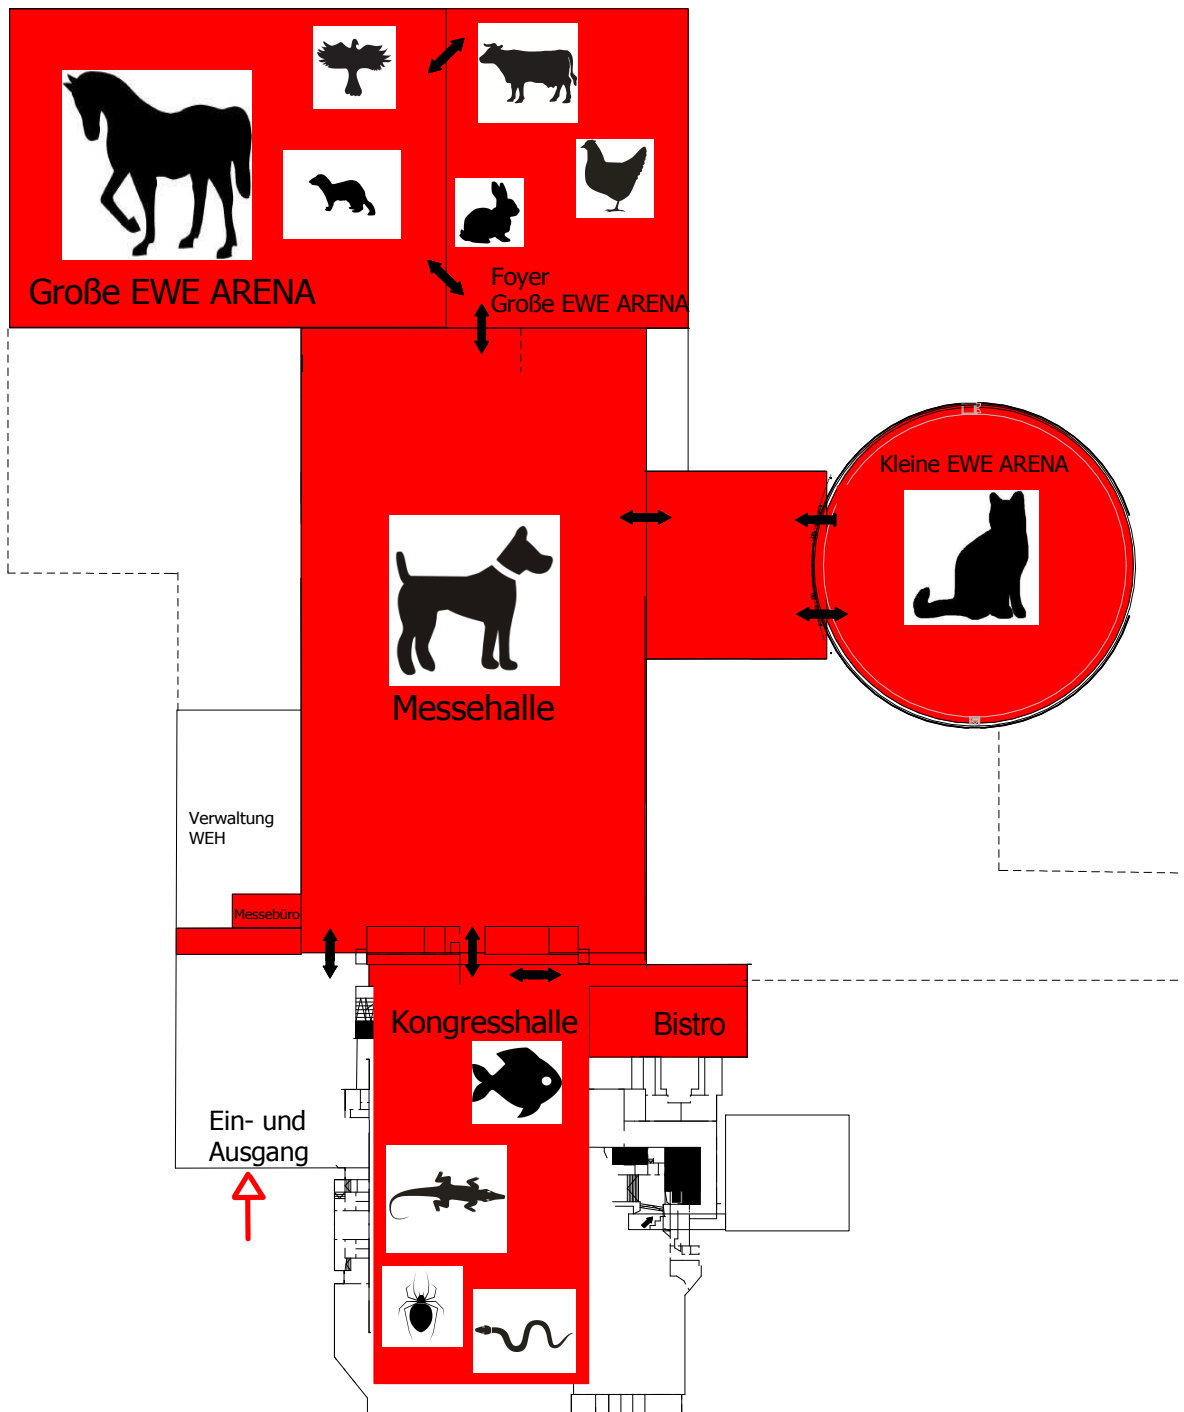 Große EWE ARENA
Foyer
Große EWE ARENA
Kleine EWE ARENA
Messehalle
Verwaltung
WEH
Messebüro
Kongresshalle
Bistro
Ein- und
Ausgang